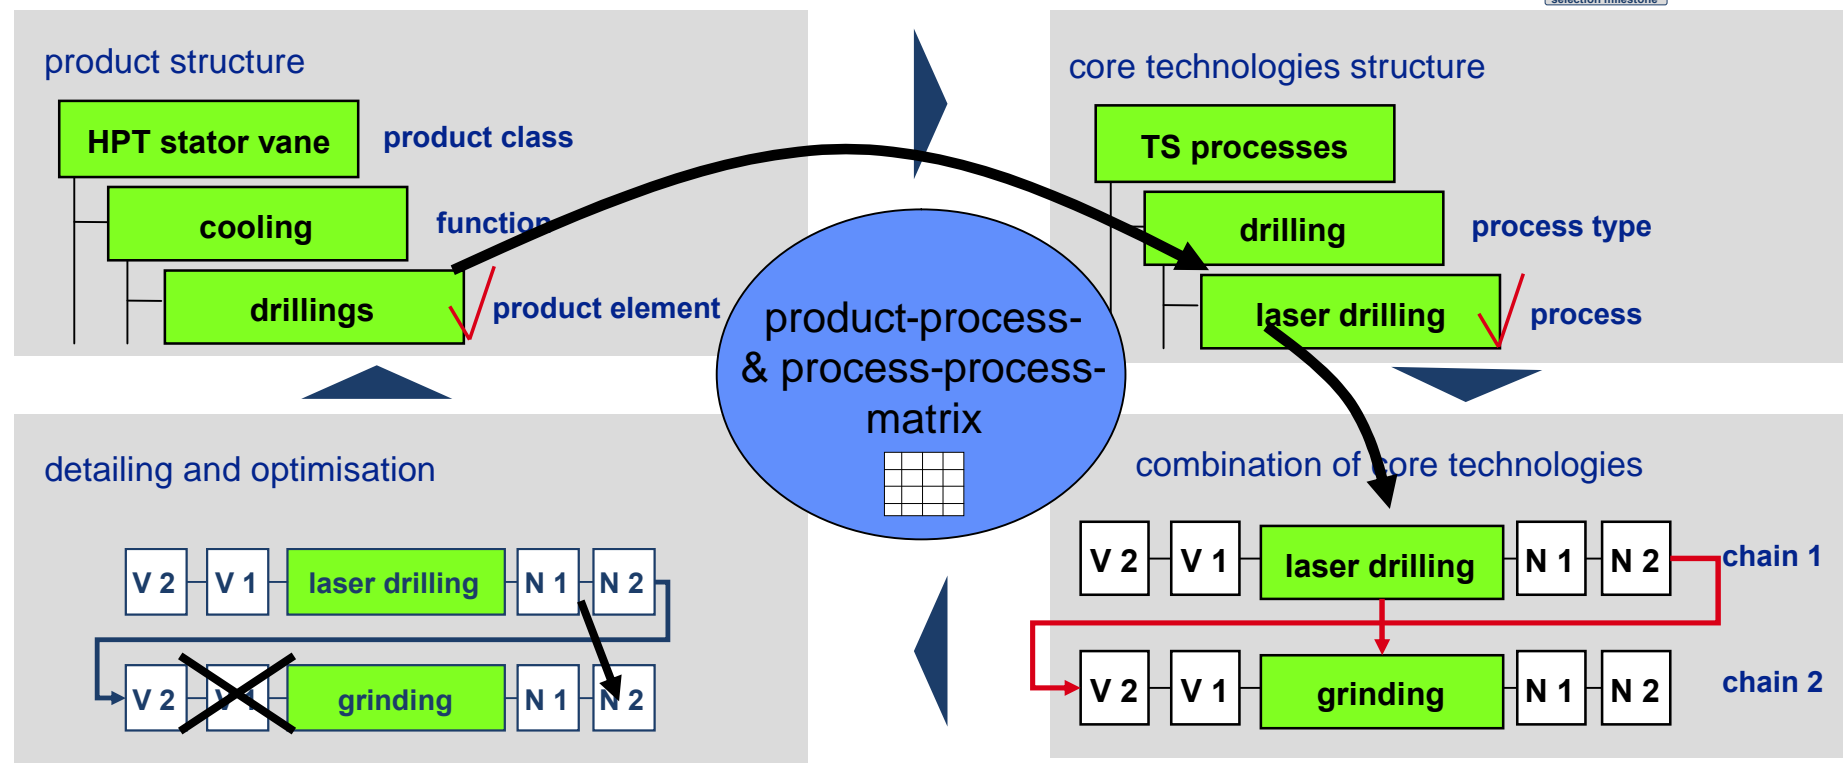 selection milestone
product structure
HPT stator vane
product class
cooling
function
drillings
product element
core technologies structure
TS processes
drilling
process type
laser drilling
process
product-process-
& process-process-
matrix
detailing and optimisation
V 2
V 1
laser drilling
N 1
N 2
V 2
V 1
grinding
N 1
N 2
combination of core technologies
V 2
V 1
laser drilling
N 1
N 2
chain 1
V 2
V 1
grinding
N 1
N 2
chain 2